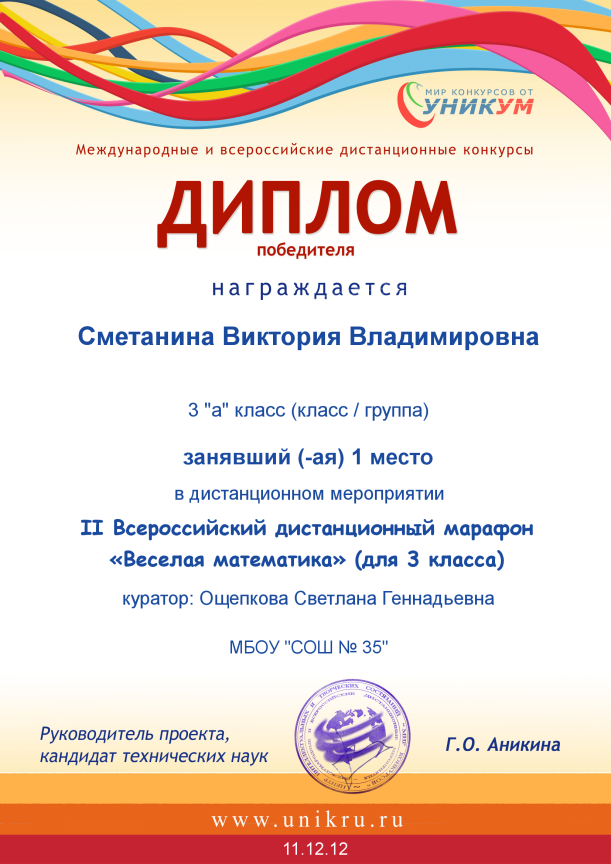 МИР КОНКУРСОВ ОТ
УНИКУМ
Международные и всероссийские дистанционные конкурсы
ДИПЛОМ
победителя
награждается
Сметанина Виктория Владимировна
3 "а" класс (класс / группа)
занявший (-ая) 1 место
в дистанционном мероприятии
II Всероссийский дистанционный марафон
«Веселая математика» (для 3 класса)
куратор: Ощепкова Светлана Геннадьевна
МБОУ "СОШ № 35"
Руководитель проекта,
кандидат технических наук
Г.О. Аникина
www.unikru.ru
11.12.12